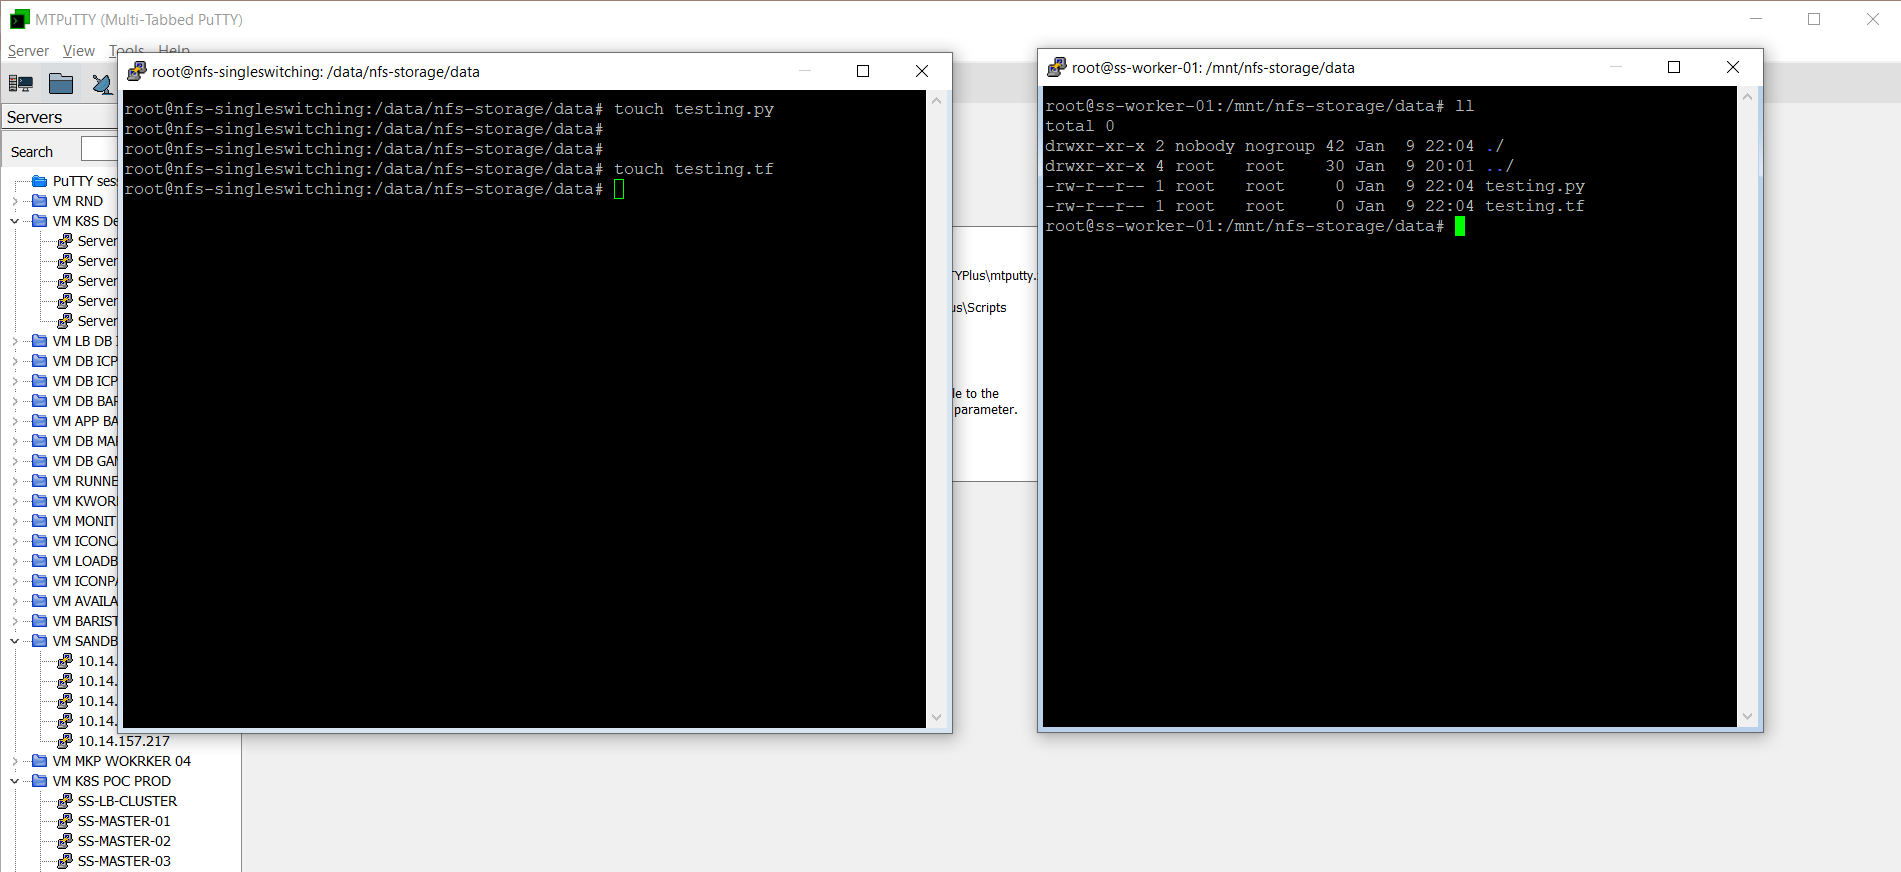 MTPuTTY (Multi-Tabbed PuTTY)
Server View Tools Help
Servers
Search
PuTTY ses
VM RND
VM K8S De
Server
Server
Server
Server
Server
VM LB DB
VM DB ICP
VM DB ICP
VM DB BAR
VM APP BA
VM DB MAR
VM DB GAM
VM RUNNE
VM KWOR
VM MONIT
VM ICONCA
VM LOADB
VM ICONPA
VM AVAILA
VM BARIST
VM SANDB
10.14.
10.14.
10.14.
10.14.
10.14.157.217
VM MKP WOKRKER 04
VM K8S POC PROD
SS-LB-CLUSTER
SS-MASTER-01
SS-MASTER-02
SS-MASTER-03
root@nfs-singleswitching: /data/nfs-storage/data
root@nfs-singleswitching:/data/nfs-storage/data# touch testing.py
root@nfs-singleswitching:/data/nfs-storage/data#
root@nfs-singleswitching:/data/nfs-storage/data#
root@nfs-singleswitching:/data/nfs-storage/data# touch testing.tf
root@nfs-singleswitching:/data/nfs-storage/data#
TYPlus\mtputty.
us\Scripts
le to the
parameter.
root@ss-worker-01: /mnt/nfs-storage/data
root@ss-worker-01:/mnt/nfs-storage/data# ll
total 0
drwxr-xr-x 2 nobody nogroup 42 Jan  9 22:04 ./
drwxr-xr-x 4 root   root    30 Jan  9 20:01 ../
-rw-r--r-- 1 root   root     0 Jan  9 22:04 testing.py
-rw-r--r-- 1 root   root     0 Jan  9 22:04 testing.tf
root@ss-worker-01:/mnt/nfs-storage/data#